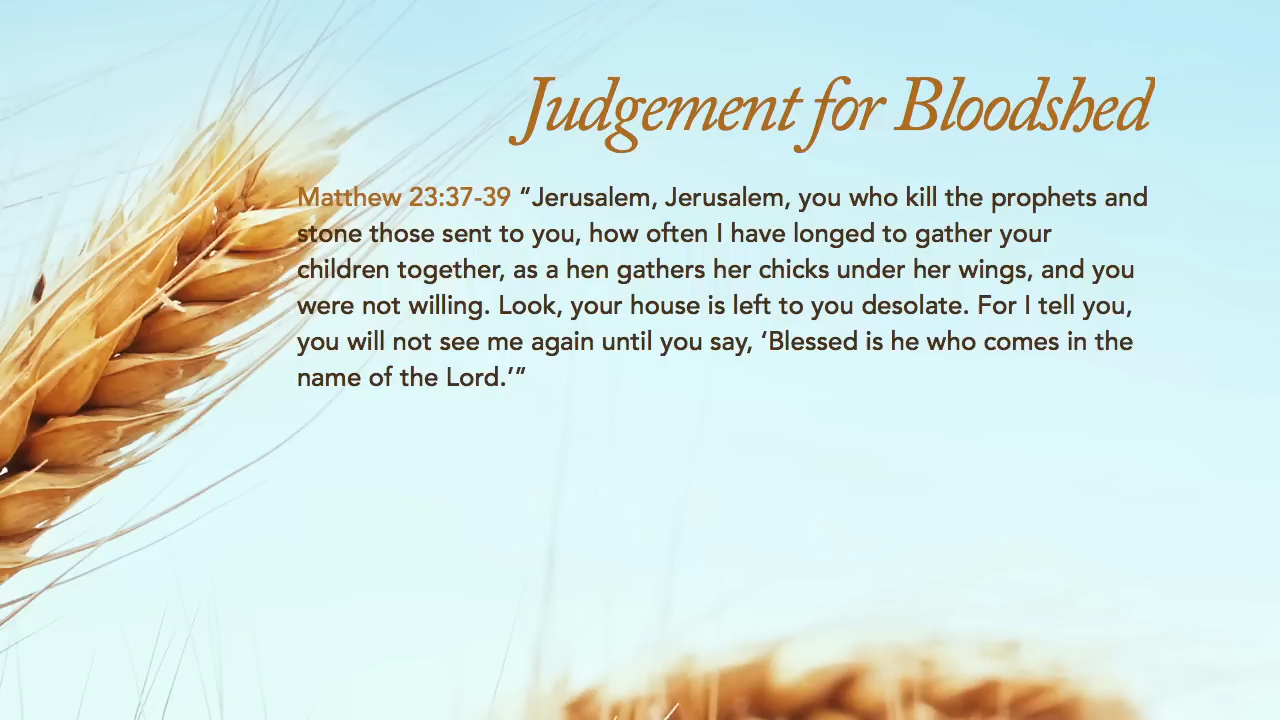 Judgement for Bloodshed
Matthew 23:37-39 “Jerusalem, Jerusalem, you who kill the prophets and
stone those sent to you, how often I have longed to gather your
children together, as a hen gathers her chicks under her wings, and you
were not willing. Look, your house is left to you desolate. For I tell you,
you will not see me again until you say, ‘Blessed is he who comes in the
name of the Lord.’”